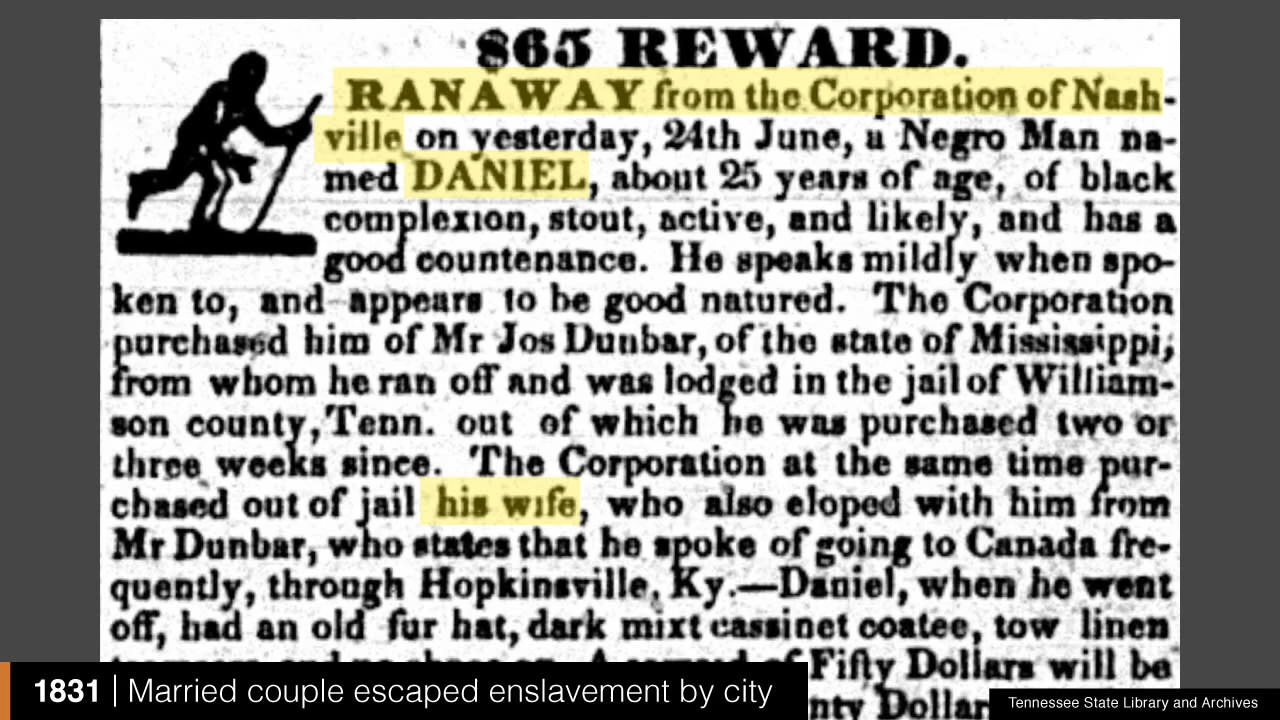 $65 REWARD.
RANAWAY from the Corporation of Nash-
ville on yesterday, 24th June, a Negro Man na-
med DANIEL, about 25 years of age, of black
complexion, stout, active, and likely, and has a
good countenance. He speaks mildly when spo-
ken to, and appears to be good natured. The Corporation
purchased him of Mr Jos Dunbar, of the state of Mississippi,
from whom he ran off and was lodged in the jail of William-
son county, Tenn. out of which he was purchased two or
three weeks since. The Corporation at the same time pur-
chased out of jail his wife, who also eloped with him from
Mr Dunbar, who states that he spoke of going to Canada fre-
quently, through Hopkinsville, Ky.—Daniel, when he went
off, had an old fur hat, dark mixt cassinet coatee, tow linen
Fifty Dollars will be
Dollar
1831 | Married couple escaped enslavement by city
Tennessee State Library and Archives